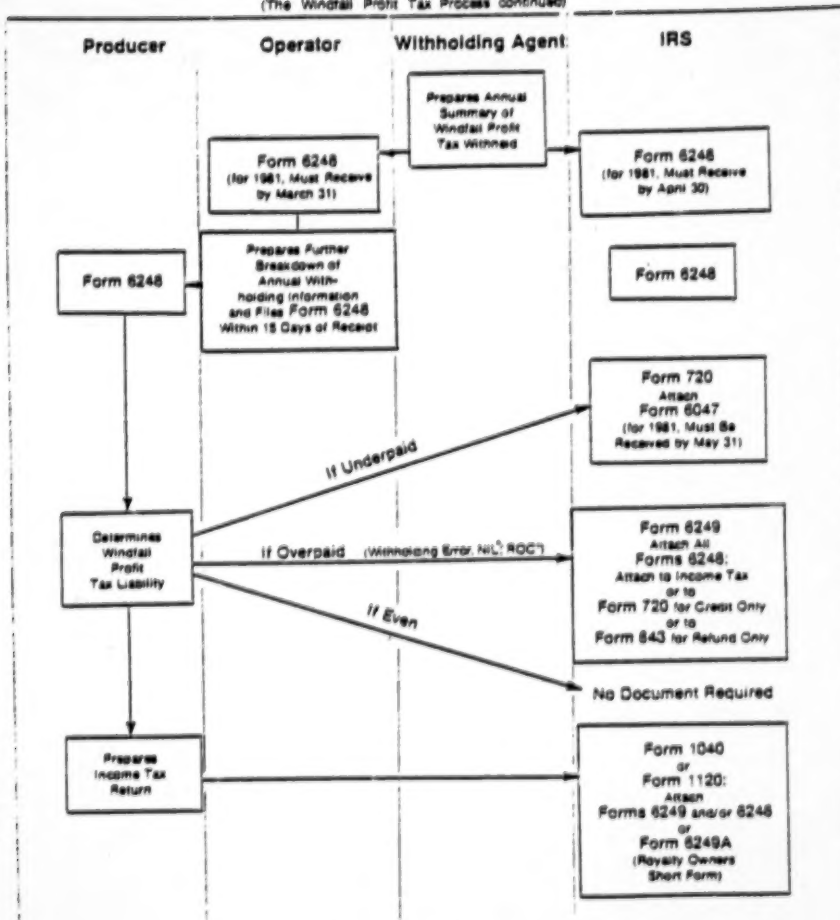 (The Windfall Profit Tax Process continued)
Producer
Operator
Withholding Agent
IRS
Prepares Annual
Summary of
Windfall Profit
Tax Withheld
Form 6248
(for 1981, Must Receive
by March 31)
Form 6248
(for 1981, Must Receive
by April 30)
Form 6248
Prepares Further
Breakdown of
Annual With-
holding Information
and Files Form 6248
Within 15 Days of Receipt
Form 6248
Form 720
Attach
Form 6047
(for 1981, Must Be
Received by May 31)
If Underpaid
Determines
Windfall
Profit
Tax Liability
If Overpaid (Withholding Error, NIL, ROC)
Form 6249
Attach All
Forms 6248:
Attach to Income Tax
or to
Form 720 for Credit Only
or to
Form 843 for Refund Only
If Even
No Document Required
Prepares
Income Tax
Return
Form 1040
or
Form 1120:
Attach
Forms 6249 and/or 6248
or
Form 6249A
(Royalty Owners
Short Form)